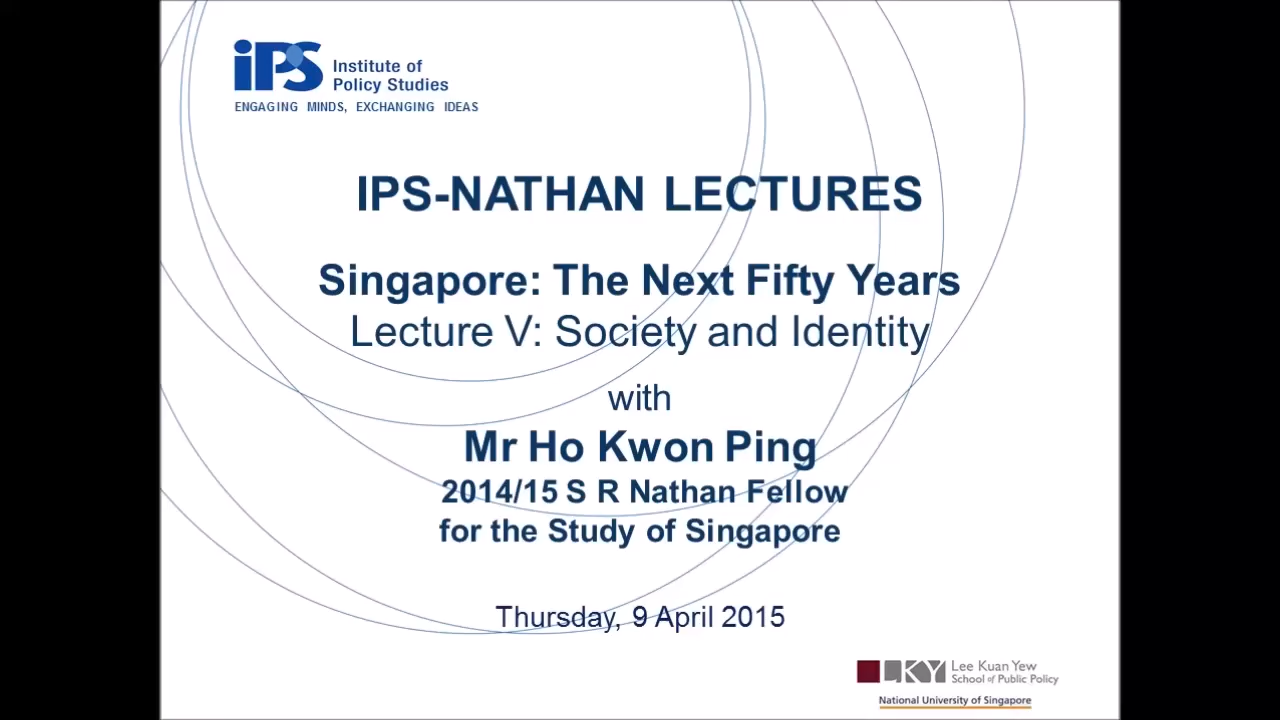 iPS Institute of
Policy Studies
ENGAGING MINDS, EXCHANGING IDEAS
IPS-NATHAN LECTURES
Singapore: The Next Fifty Years
Lecture V: Society and Identity
with
Mr Ho Kwon Ping
2014/15 S R Nathan Fellow
for the Study of Singapore
Thursday, 9 April 2015
LKY Lee Kuan Yew
School of Public Policy
National University of Singapore